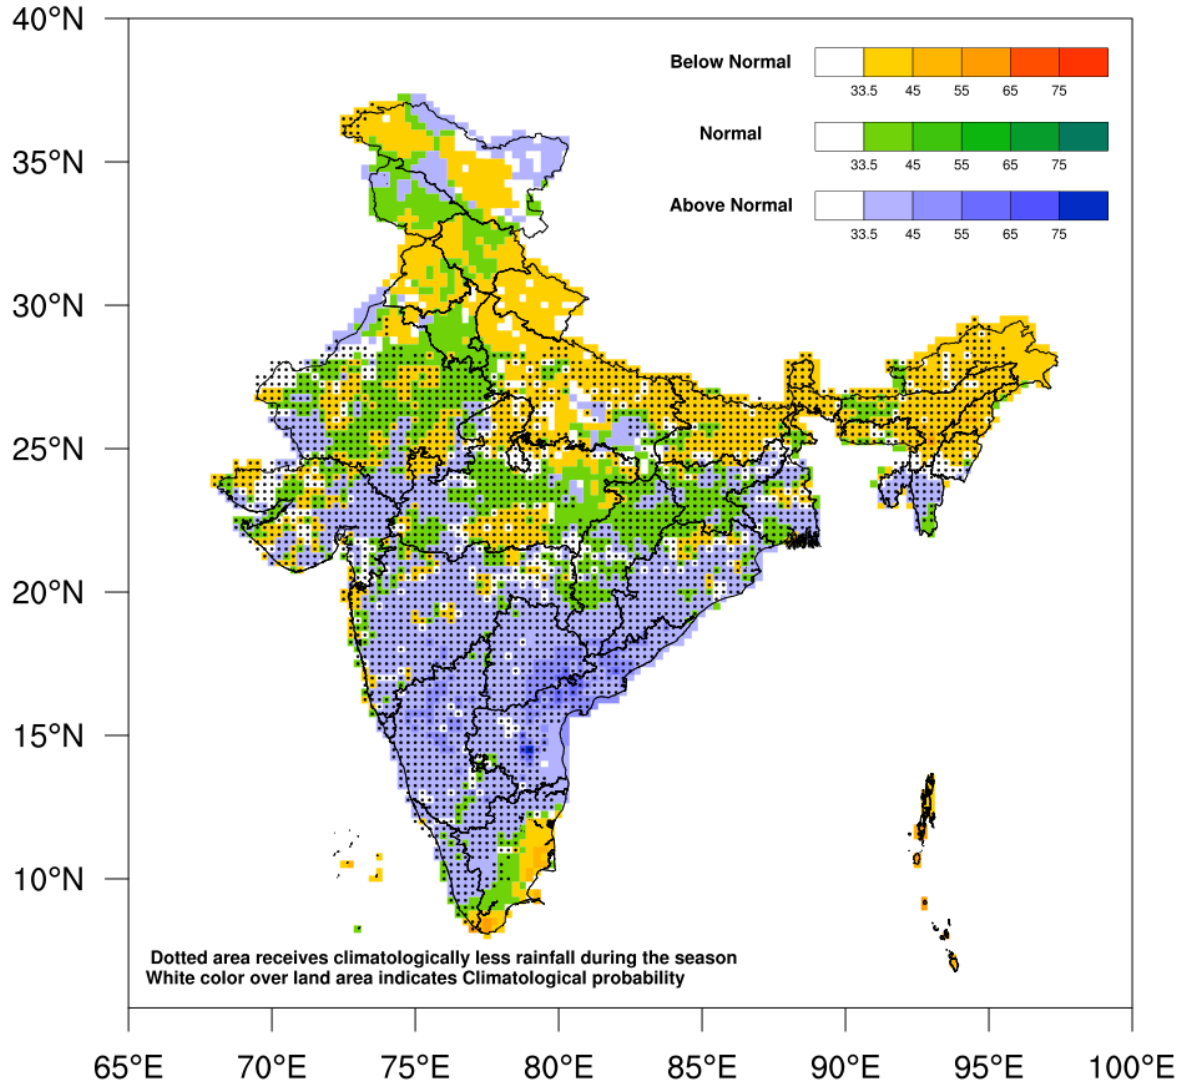 40°N
35°N
30°N
25°N
20°N
15°N
10°N
Below Normal
33.5 45 55 65 75
Normal
33.5 45 55 65 75
Above Normal
33.5 45 55 65 75
Dotted area receives climatologically less rainfall during the season
White color over land area indicates Climatological probability
65°E 70°E 75°E 80°E 85°E 90°E 95°E 100°E